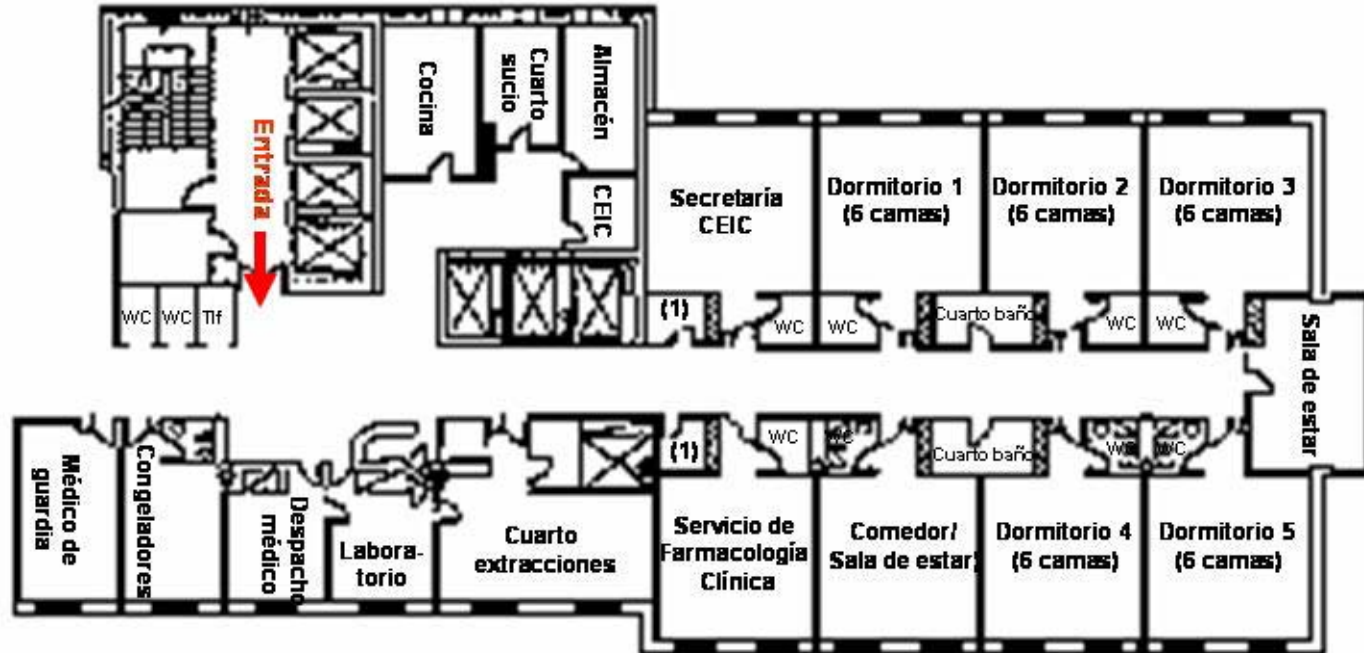 Entrada
Cocina
Cuarto
sucio
Almacén
CEIC
Secretaría
CEIC
Dormitorio 1
(6 camas)
Dormitorio 2
(6 camas)
Dormitorio 3
(6 camas)
WC
WC
Tlf
(1)
WC
WC
Cuarto baño
WC
WC
Sala de estar
Médico de
guardia
Congeladores
Despacho
médico
Labora-
torio
Cuarto
extracciones
(1)
WC
WC
Cuarto baño
WC
WC
Servicio de
Farmacología
Clínica
Comedor/
Sala de estar
Dormitorio 4
(6 camas)
Dormitorio 5
(6 camas)